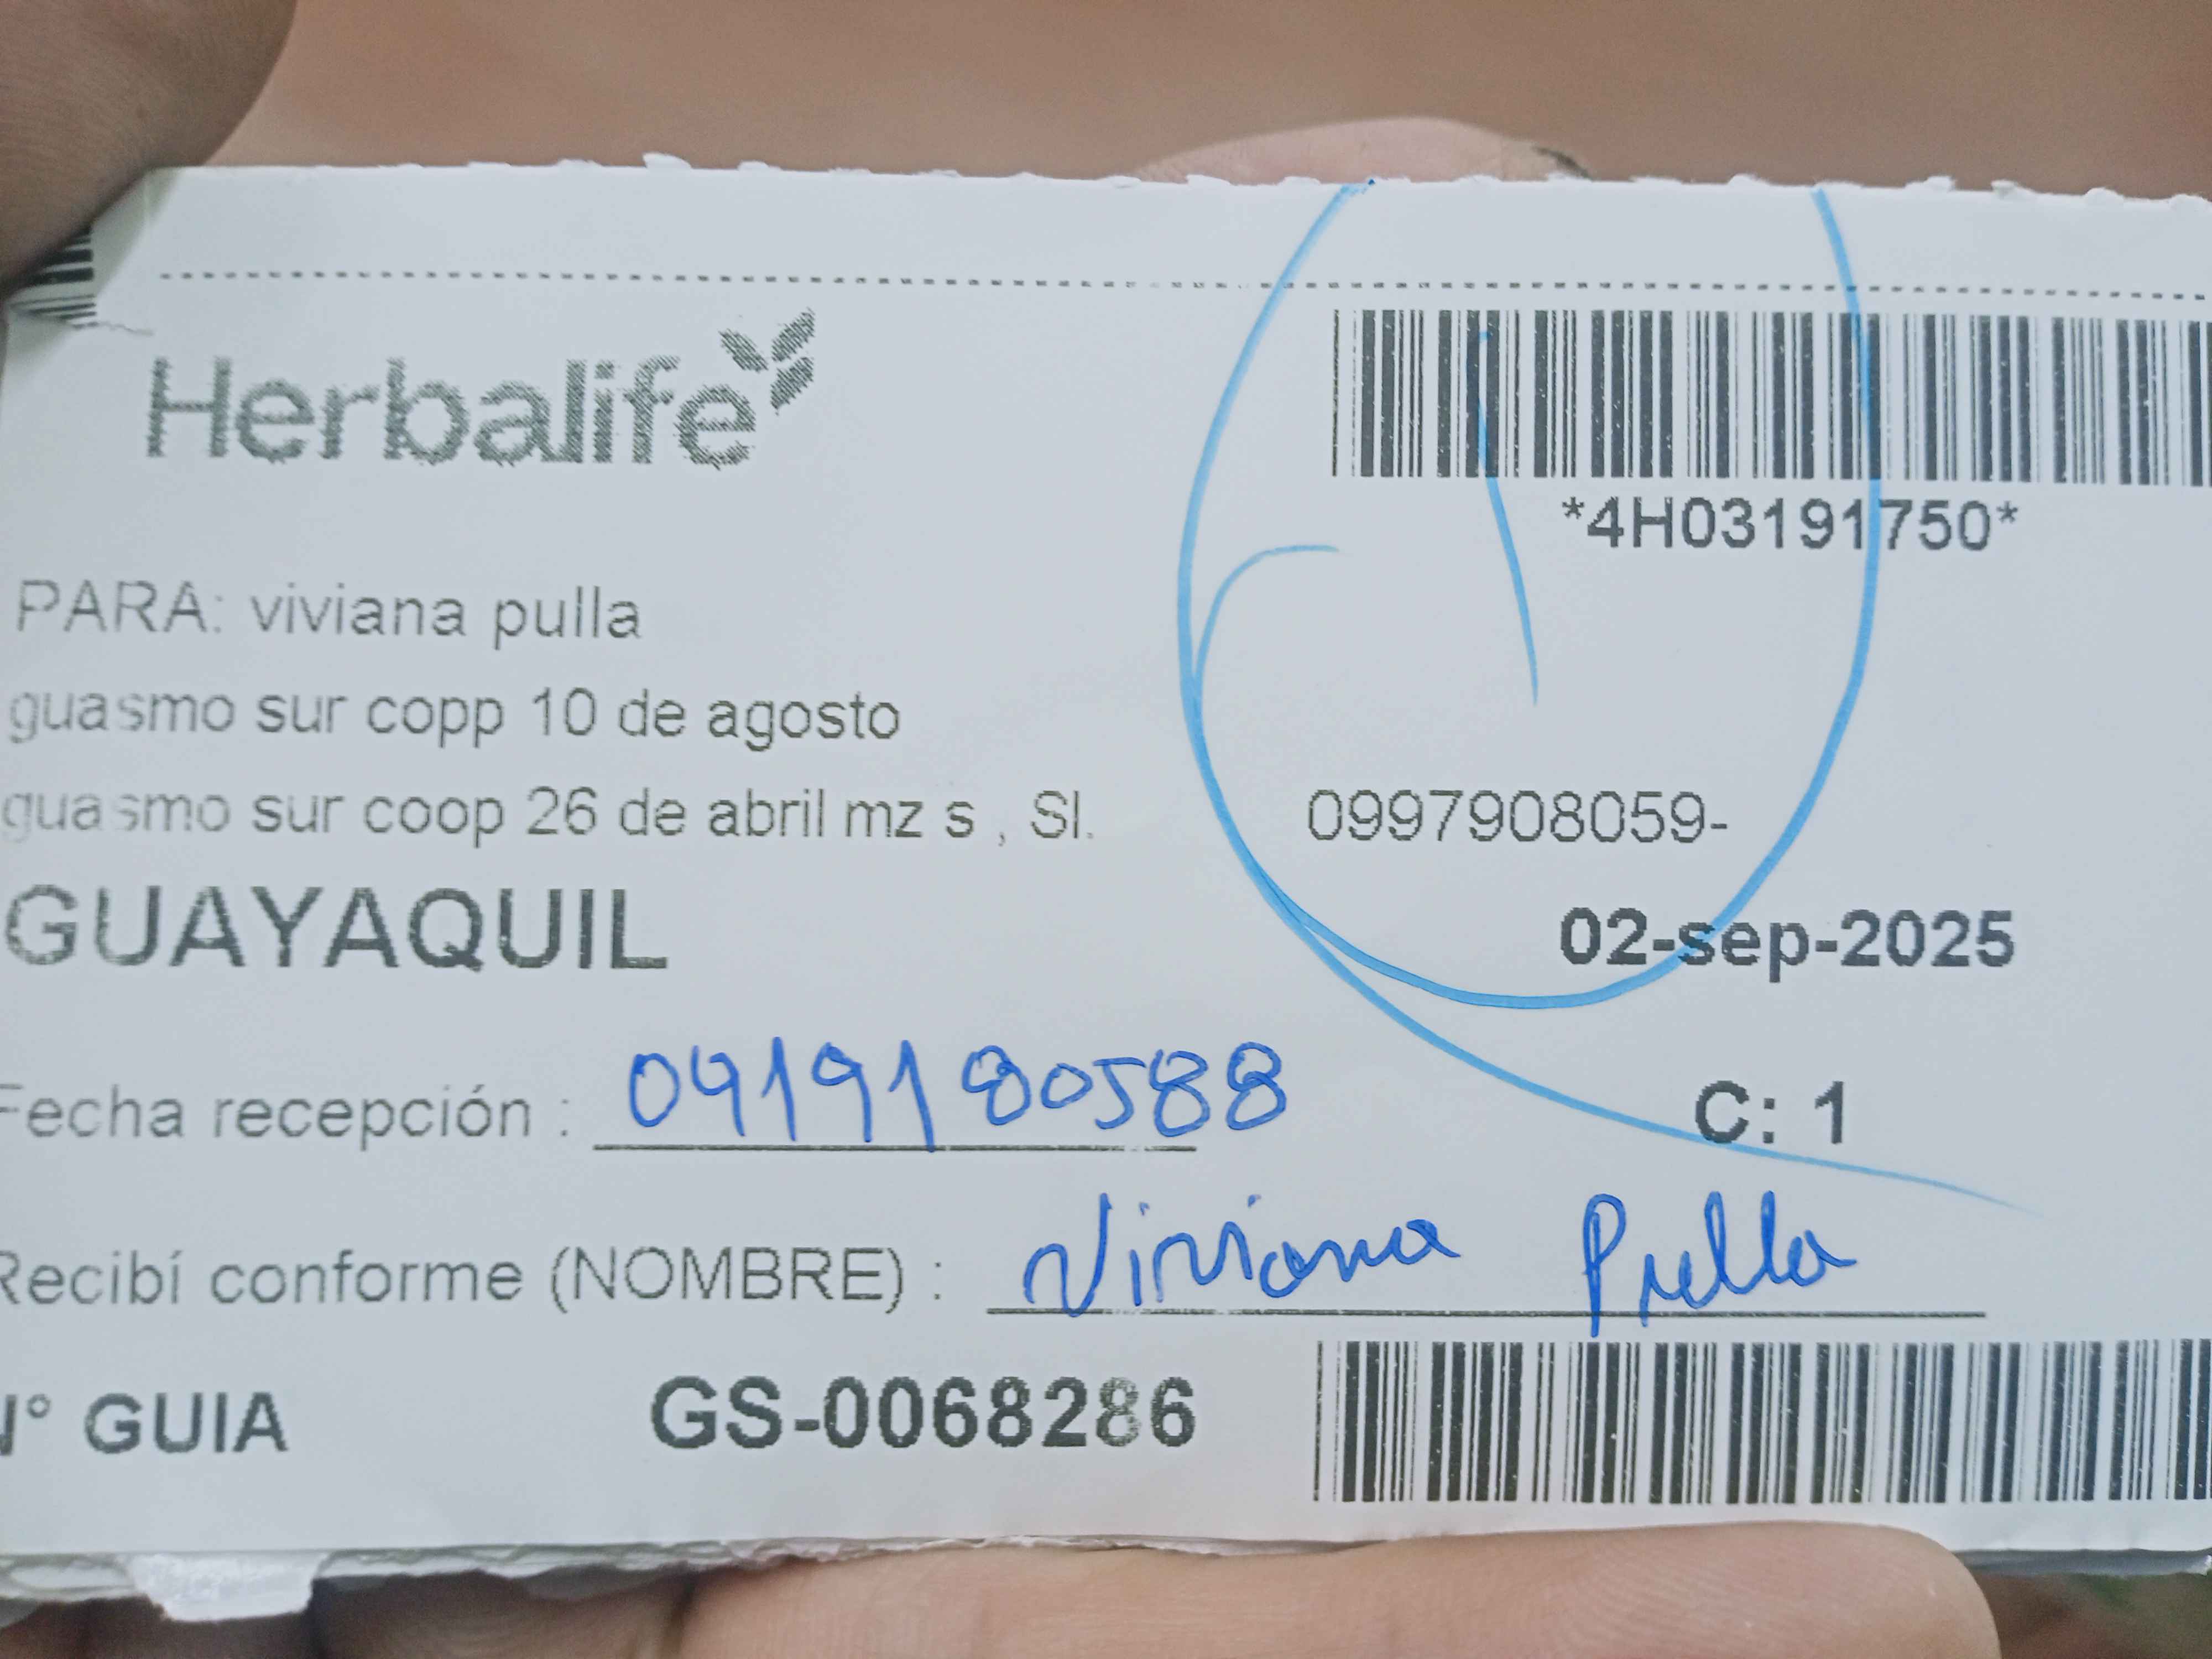 Herbalife
*4H03191750*
PARA: viviana pulla
guasmo sur copp 10 de agosto
guasmo sur coop 26 de abril mz s , Sl.
0997908059-
GUAYAQUIL
02-sep-2025
Fecha recepción : 0919180588
C: 1
Recibí conforme (NOMBRE) : Viviana Pulla
N° GUIA GS-0068286